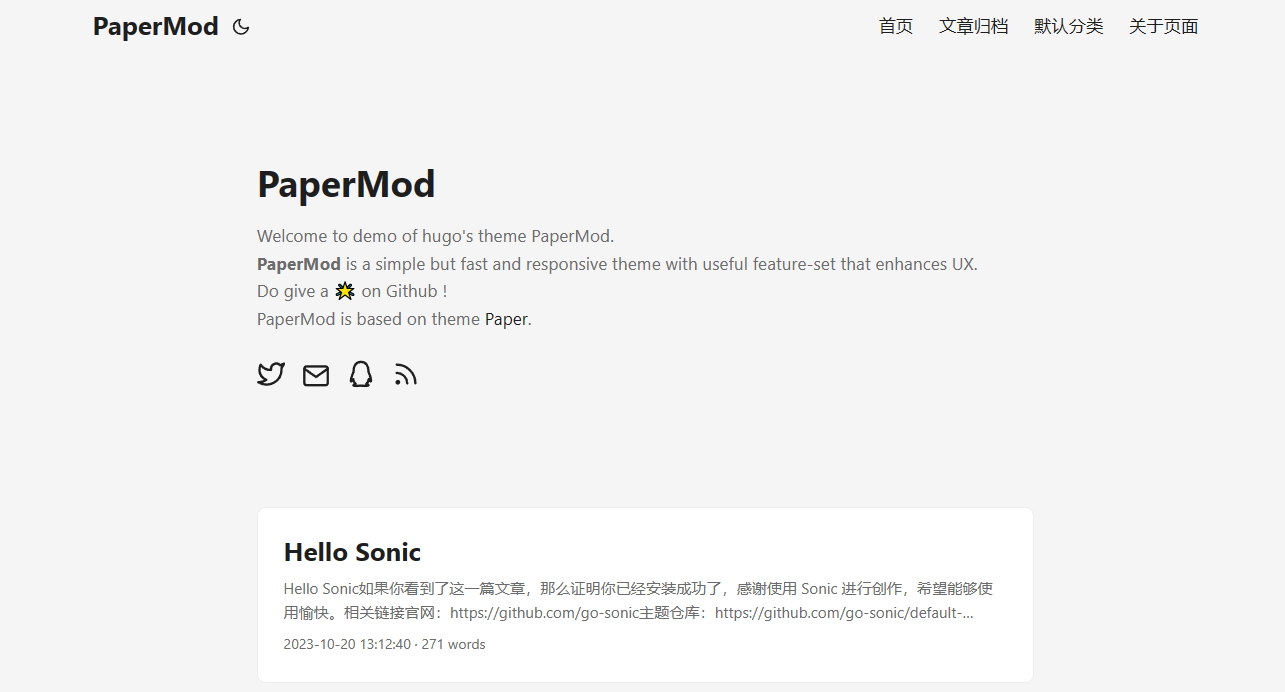 PaperMod
首页 文章归档 默认分类 关于页面
PaperMod
Welcome to demo of hugo's theme PaperMod.
PaperMod is a simple but fast and responsive theme with useful feature-set that enhances UX.
Do give a 🌟 on Github !
PaperMod is based on theme Paper.
Hello Sonic
Hello Sonic如果你看到了这一篇文章，那么证明你已经安装成功了，感谢使用 Sonic 进行创作，希望能够使
用愉快。相关链接官网：https://github.com/go-sonic主题仓库：https://github.com/go-sonic/default-...
2023-10-20 13:12:40 · 271 words